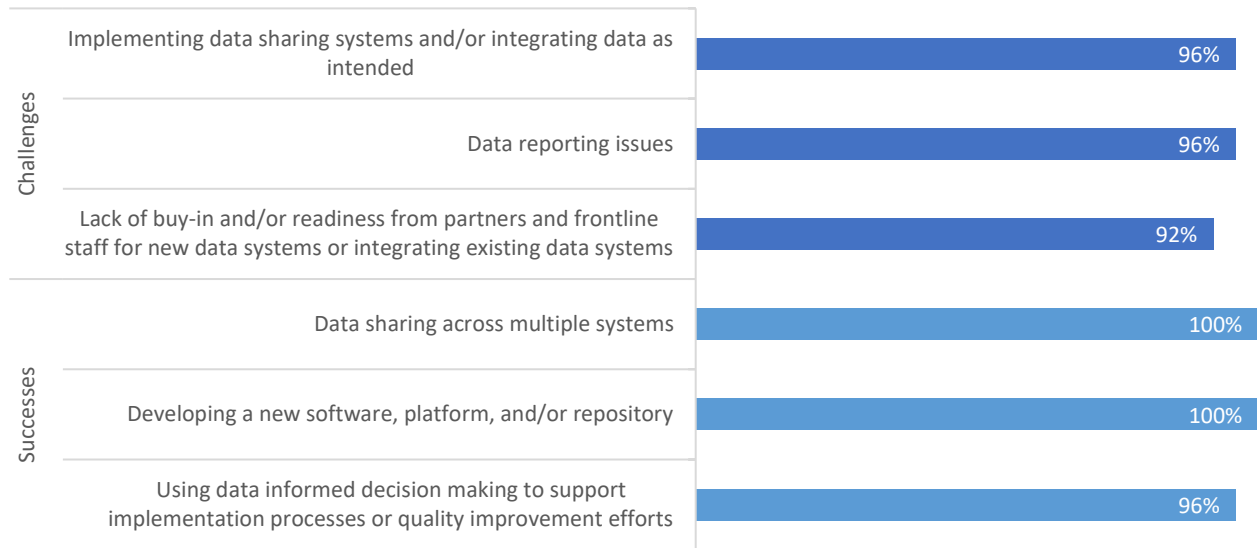 Challenges
Implementing data sharing systems and/or integrating data as
intended
96%
Data reporting issues
96%
Lack of buy-in and/or readiness from partners and frontline
staff for new data systems or integrating existing data systems
92%
Successes
Data sharing across multiple systems
100%
Developing a new software, platform, and/or repository
100%
Using data informed decision making to support
implementation processes or quality improvement efforts
96%